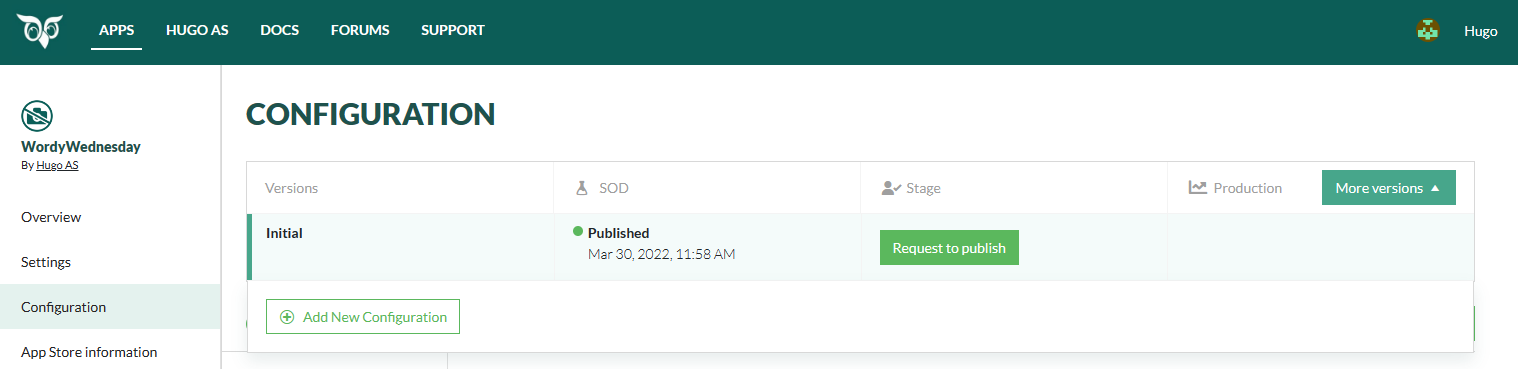 APPS HUGO AS DOCS FORUMS SUPPORT Hugo
WordyWednesday
By Hugo AS
Overview
Settings
Configuration
App Store information
CONFIGURATION
Versions SOD Stage Production More versions
Initial Published Request to publish
Mar 30, 2022, 11:58 AM
Add New Configuration